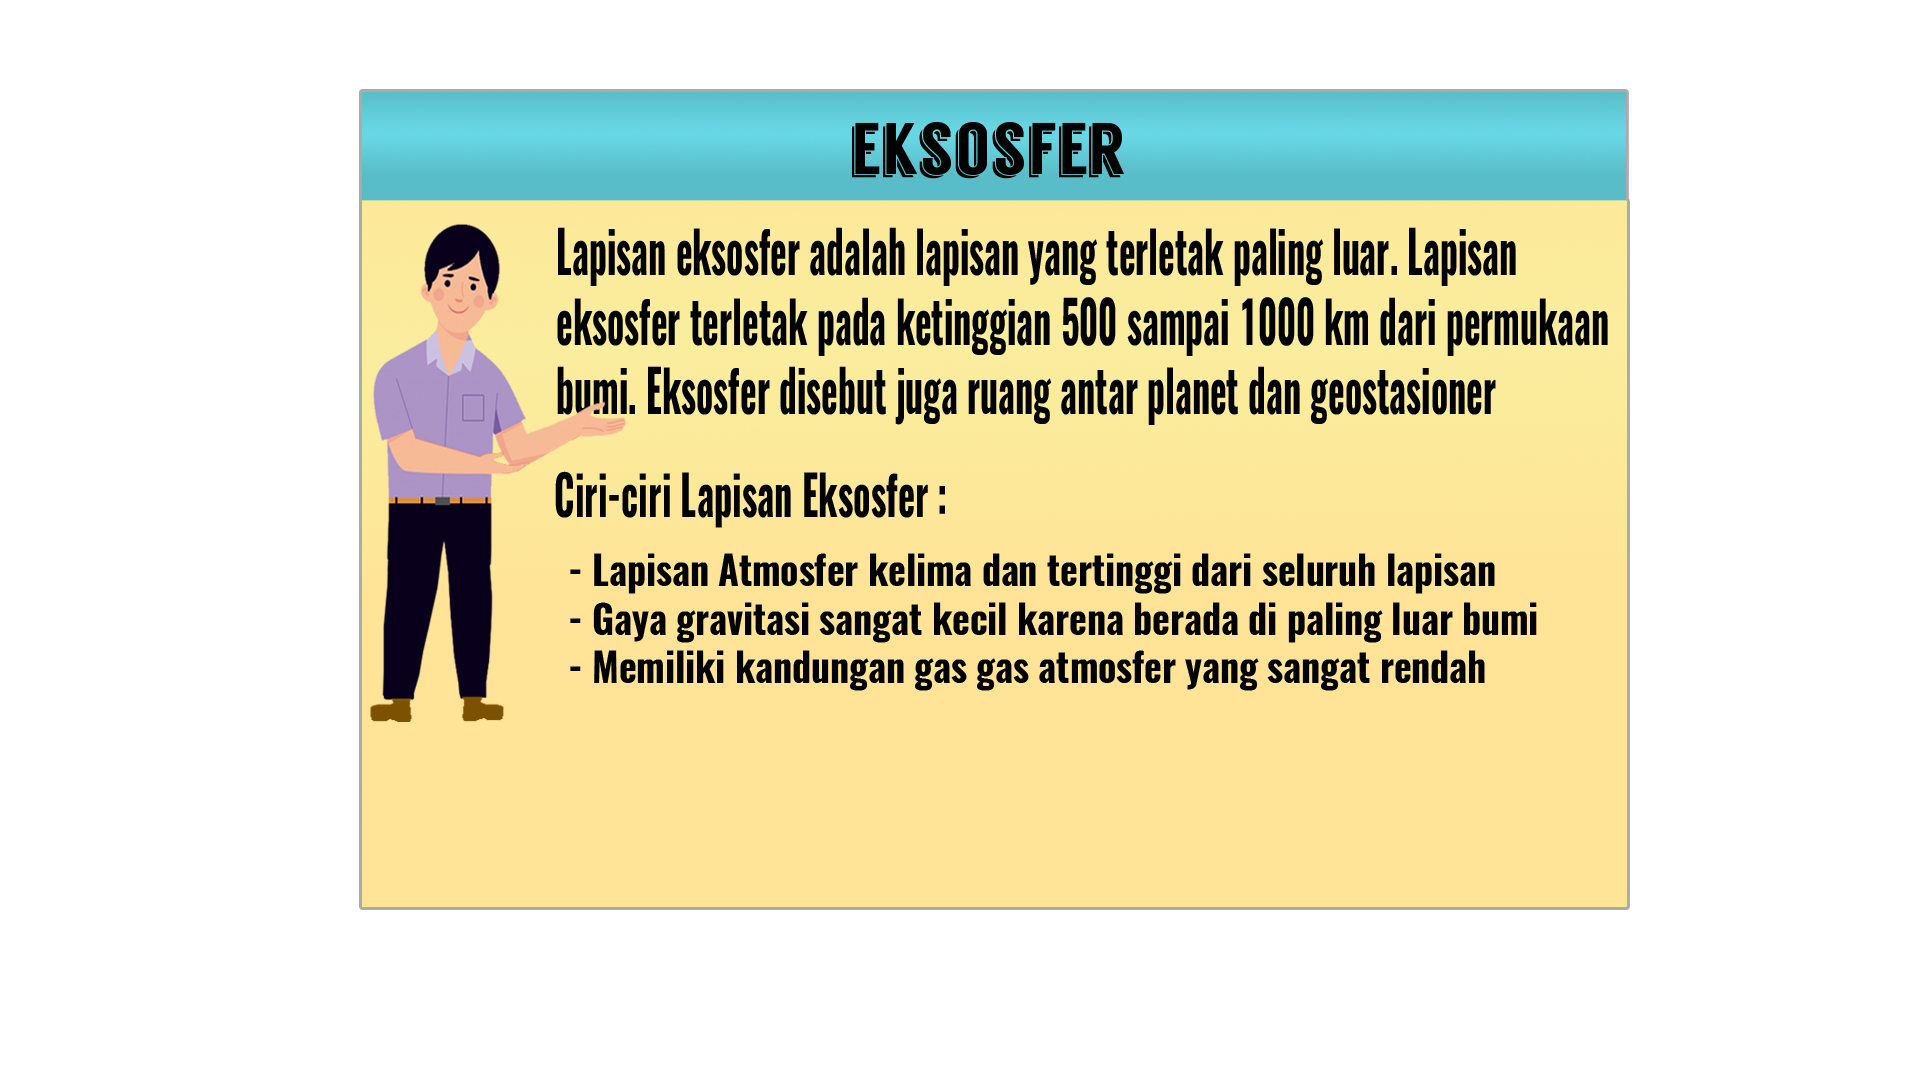 EKSOSFER
Lapisan eksosfer adalah lapisan yang terletak paling luar. Lapisan
eksosfer terletak pada ketinggian 500 sampai 1000 km dari permukaan
bumi. Eksosfer disebut juga ruang antar planet dan geostasioner
Ciri-ciri Lapisan Eksosfer :
- Lapisan Atmosfer kelima dan tertinggi dari seluruh lapisan
- Gaya gravitasi sangat kecil karena berada di paling luar bumi
- Memiliki kandungan gas gas atmosfer yang sangat rendah